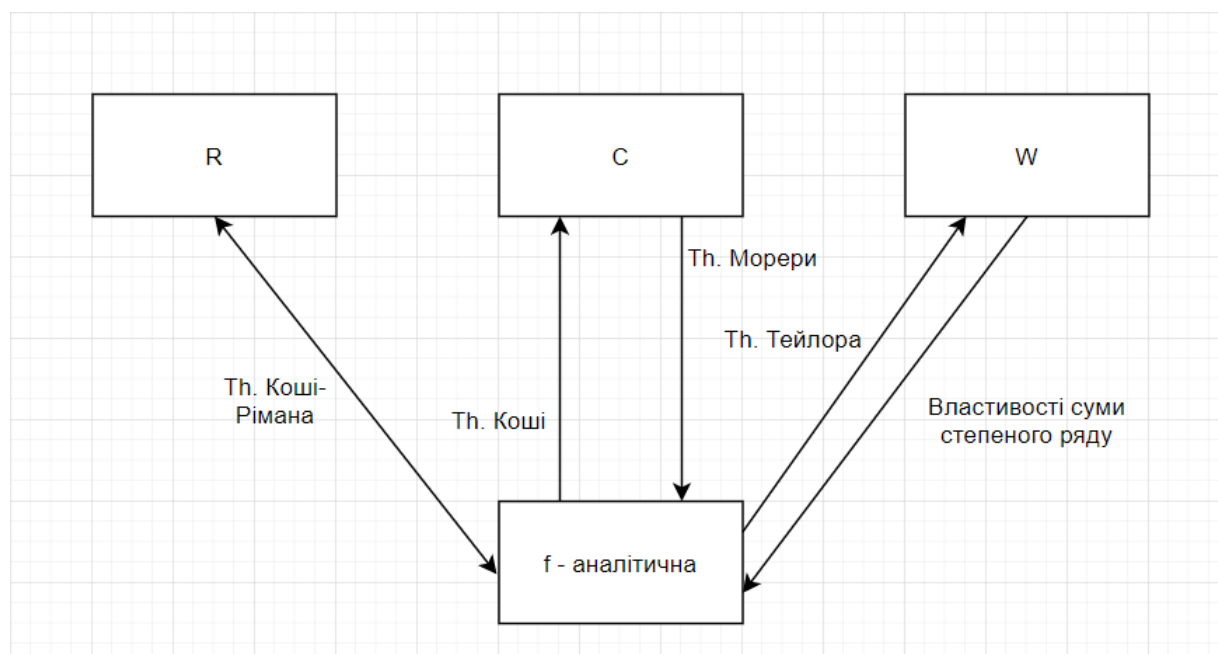 R
C
W
Th. Морери
Th. Тейлора
Th. Коші-
Рімана
Th. Коші
Властивості суми
степеного ряду
f - аналітична